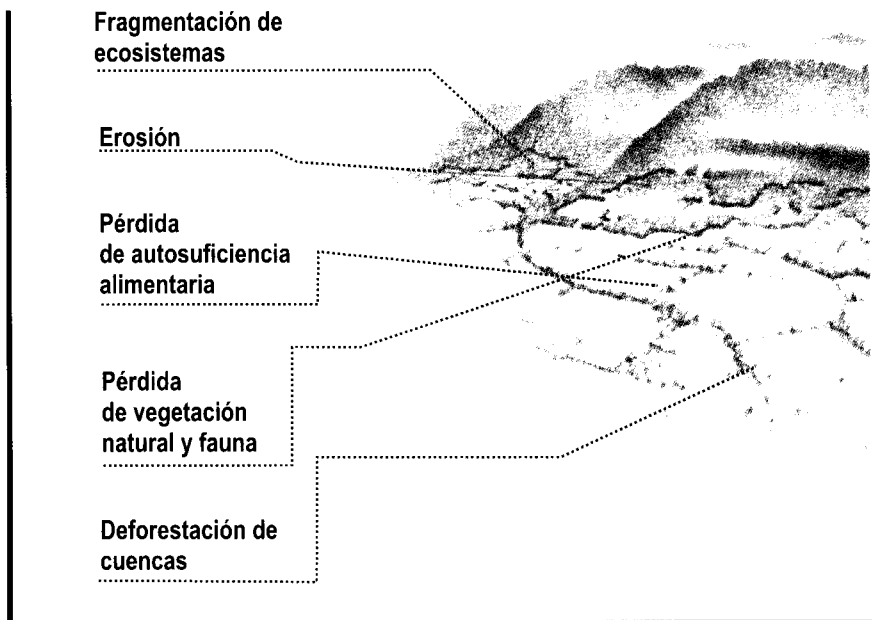 Fragmentación de
ecosistemas
Erosión
Pérdida
de autosuficiencia
alimentaria
Pérdida
de vegetación
natural y fauna
Deforestación de
cuencas